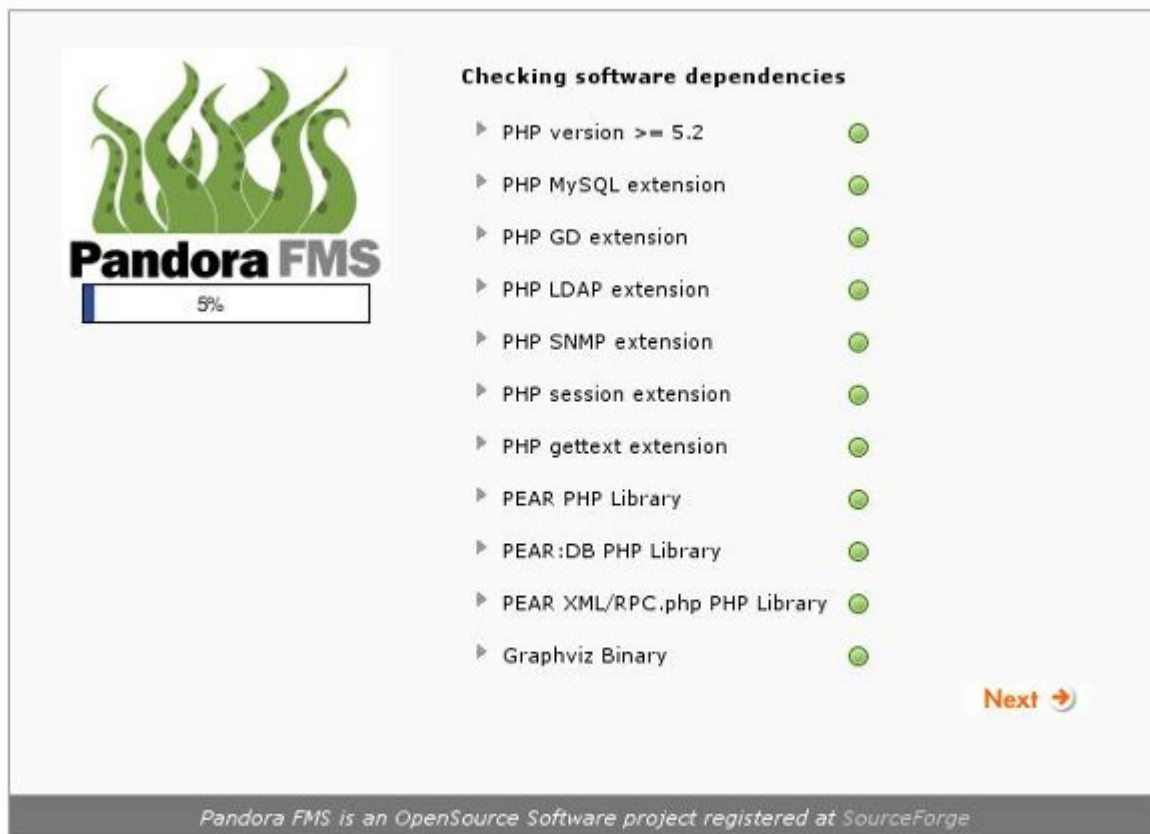 Pandora FMS
5%
Checking software dependencies
PHP version >= 5.2
PHP MySQL extension
PHP GD extension
PHP LDAP extension
PHP SNMP extension
PHP session extension
PHP gettext extension
PEAR PHP Library
PEAR:DB PHP Library
PEAR XML/RPC.php PHP Library
Graphviz Binary
Next
Pandora FMS is an OpenSource Software project registered at SourceForge